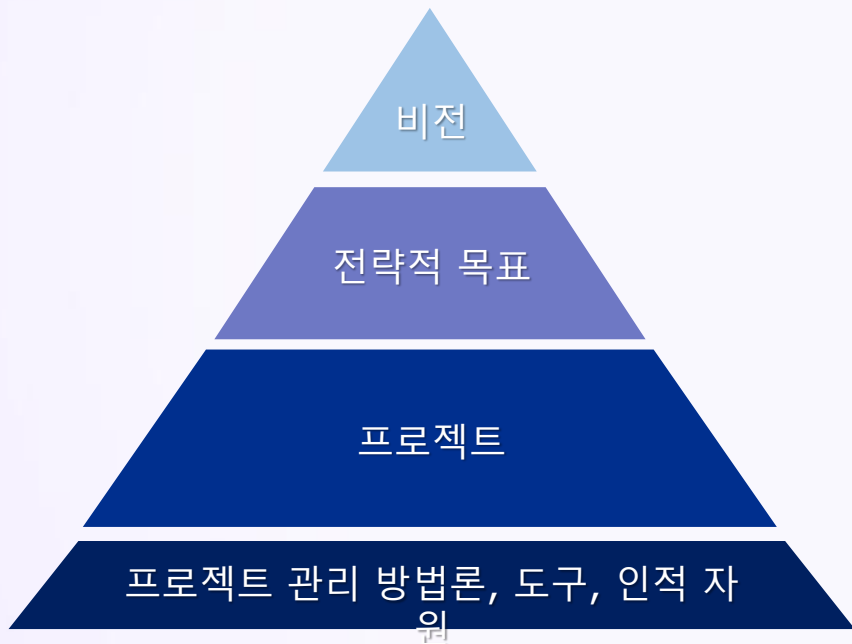 비전
전략적 목표
프로젝트
프로젝트 관리 방법론, 도구, 인적 자
원